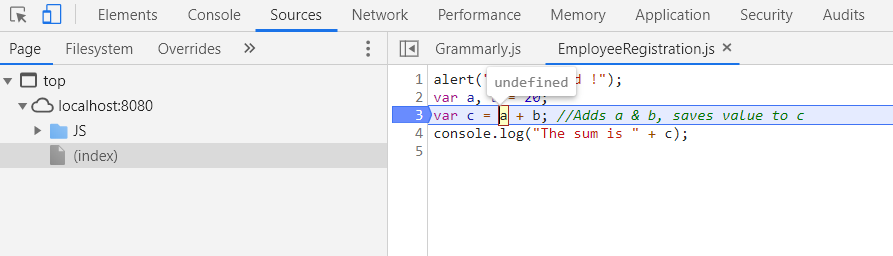 Elements Console Sources Network Performance Memory Application Security Audits
Page Filesystem Overrides »
Grammarly.js EmployeeRegistration.js ×
top
localhost:8080
JS
(index)
undefined
1 alert(" d !");
2 var a, = 20;
3 var c = a + b; //Adds a & b, saves value to c
4 console.log("The sum is " + c);
5